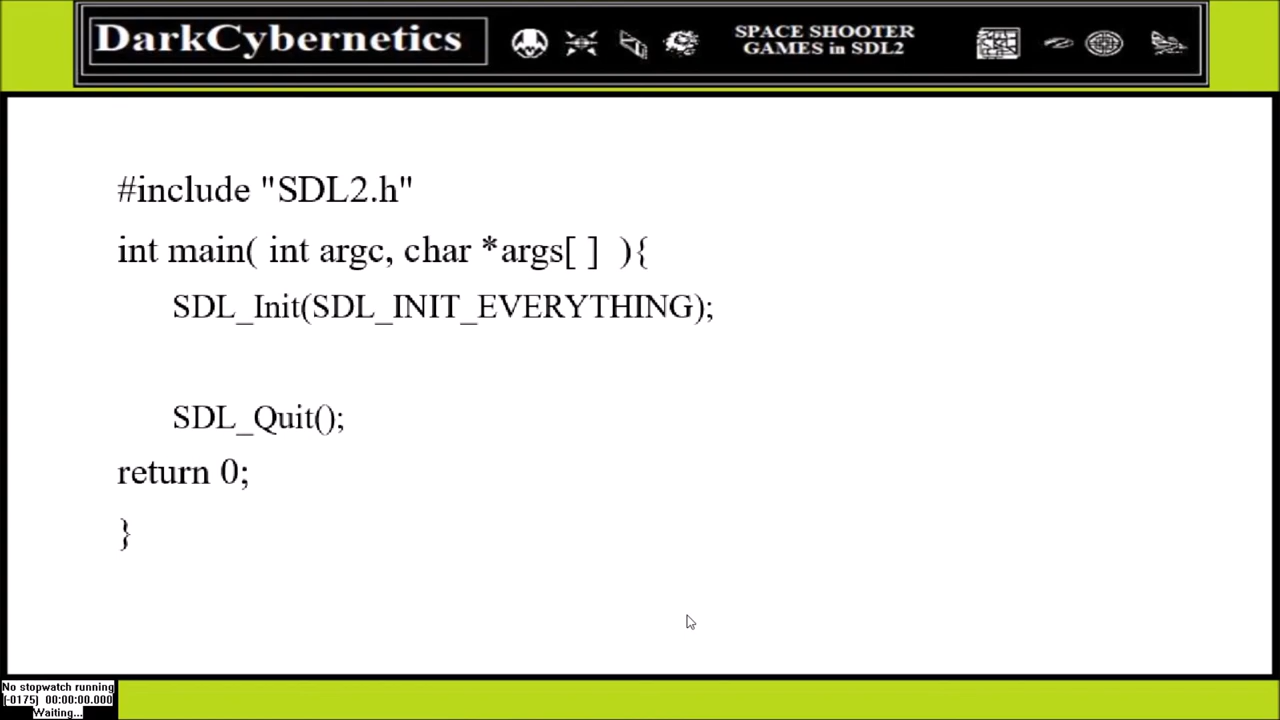 DarkCybernetics
SPACE SHOOTER
GAMES in SDL2
#include "SDL2.h"
int main( int argc, char *args[ ] ){
SDL_Init(SDL_INIT_EVERYTHING);
SDL_Quit();
return 0;
}
No stopwatch running
(-0175) 00:00:00.000
Waiting...